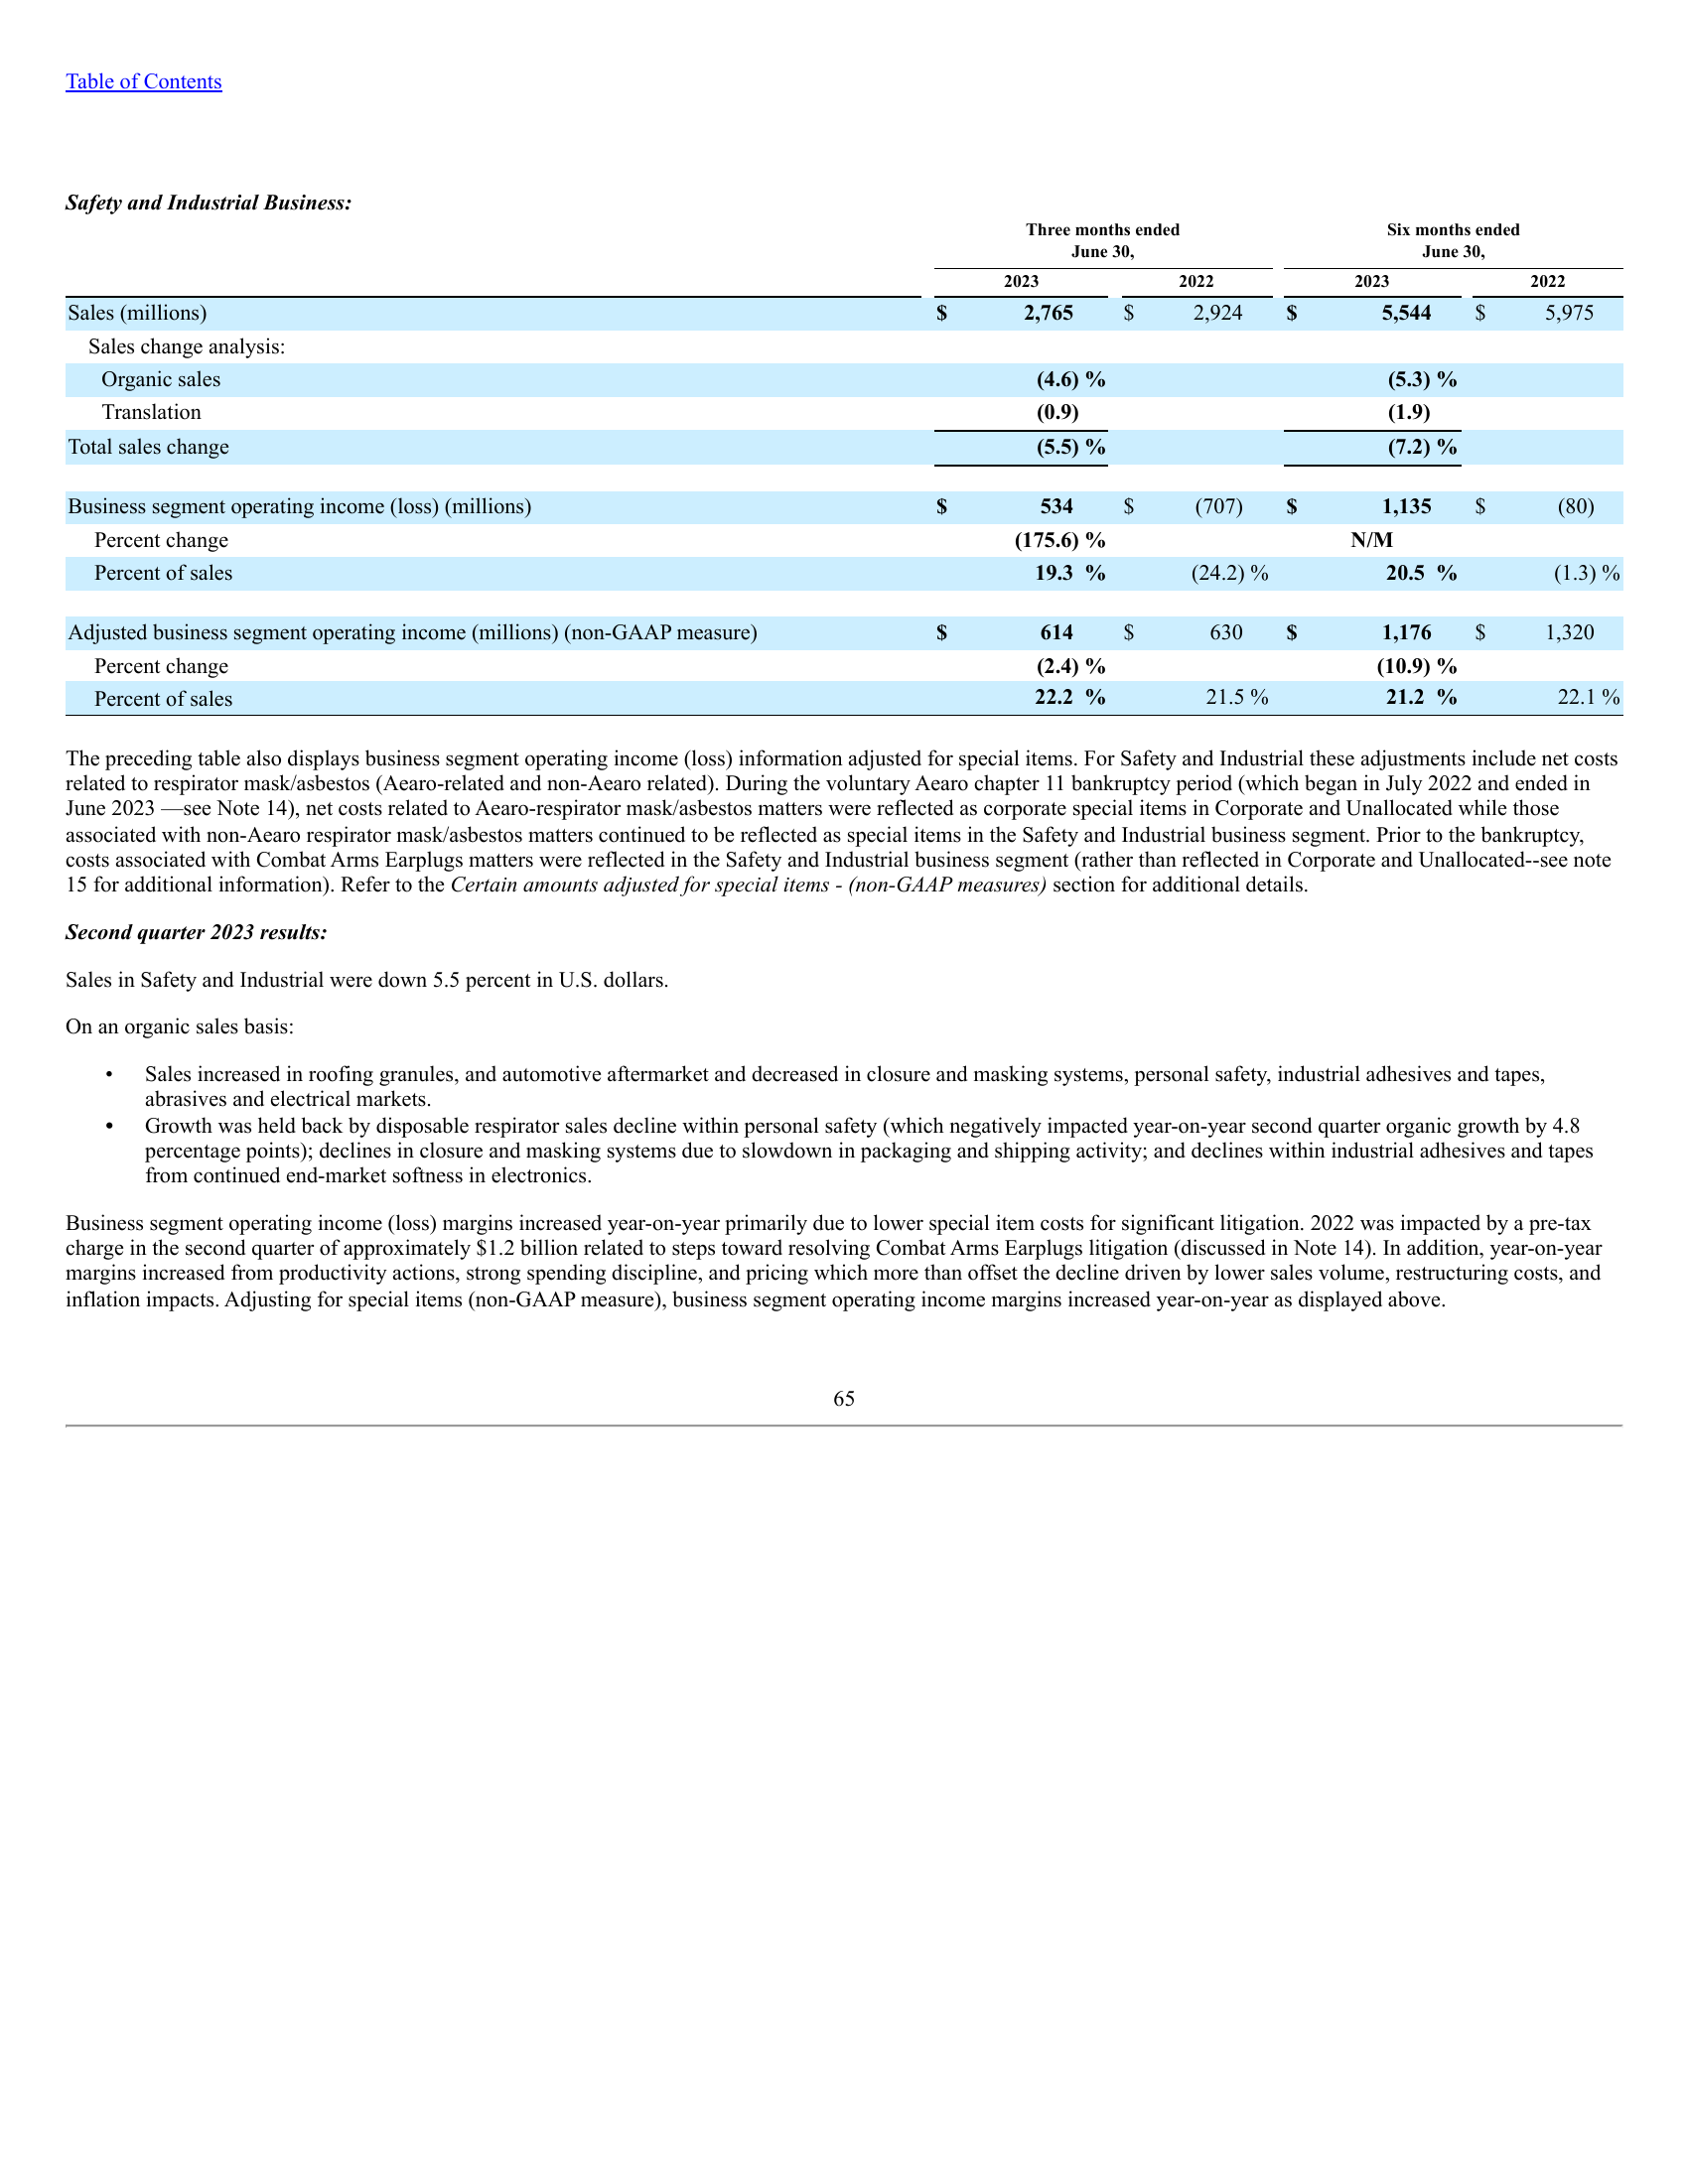 Table of Contents
Safety and Industrial Business:
Three months ended
June 30,
Six months ended
June 30,
2023 2022 2023 2022
Sales (millions) $ 2,765 $ 2,924 $ 5,544 $ 5,975
Sales change analysis:
Organic sales (4.6) % (5.3) %
Translation (0.9) (1.9)
Total sales change (5.5) % (7.2) %
Business segment operating income (loss) (millions) $ 534 $ (707) $ 1,135 $ (80)
Percent change (175.6) % N/M
Percent of sales 19.3 % (24.2) % 20.5 % (1.3) %
Adjusted business segment operating income (millions) (non-GAAP measure) $ 614 $ 630 $ 1,176 $ 1,320
Percent change (2.4) % (10.9) %
Percent of sales 22.2 % 21.5 % 21.2 % 22.1 %
The preceding table also displays business segment operating income (loss) information adjusted for special items. For Safety and Industrial these adjustments include net costs
related to respirator mask/asbestos (Aearo-related and non-Aearo related). During the voluntary Aearo chapter 11 bankruptcy period (which began in July 2022 and ended in
June 2023 —see Note 14), net costs related to Aearo-respirator mask/asbestos matters were reflected as corporate special items in Corporate and Unallocated while those
associated with non-Aearo respirator mask/asbestos matters continued to be reflected as special items in the Safety and Industrial business segment. Prior to the bankruptcy,
costs associated with Combat Arms Earplugs matters were reflected in the Safety and Industrial business segment (rather than reflected in Corporate and Unallocated--see note
15 for additional information). Refer to the Certain amounts adjusted for special items - (non-GAAP measures) section for additional details.
Second quarter 2023 results:
Sales in Safety and Industrial were down 5.5 percent in U.S. dollars.
On an organic sales basis:
• Sales increased in roofing granules, and automotive aftermarket and decreased in closure and masking systems, personal safety, industrial adhesives and tapes,
abrasives and electrical markets.
• Growth was held back by disposable respirator sales decline within personal safety (which negatively impacted year-on-year second quarter organic growth by 4.8
percentage points); declines in closure and masking systems due to slowdown in packaging and shipping activity; and declines within industrial adhesives and tapes
from continued end-market softness in electronics.
Business segment operating income (loss) margins increased year-on-year primarily due to lower special item costs for significant litigation. 2022 was impacted by a pre-tax
charge in the second quarter of approximately $1.2 billion related to steps toward resolving Combat Arms Earplugs litigation (discussed in Note 14). In addition, year-on-year
margins increased from productivity actions, strong spending discipline, and pricing which more than offset the decline driven by lower sales volume, restructuring costs, and
inflation impacts. Adjusting for special items (non-GAAP measure), business segment operating income margins increased year-on-year as displayed above.
65